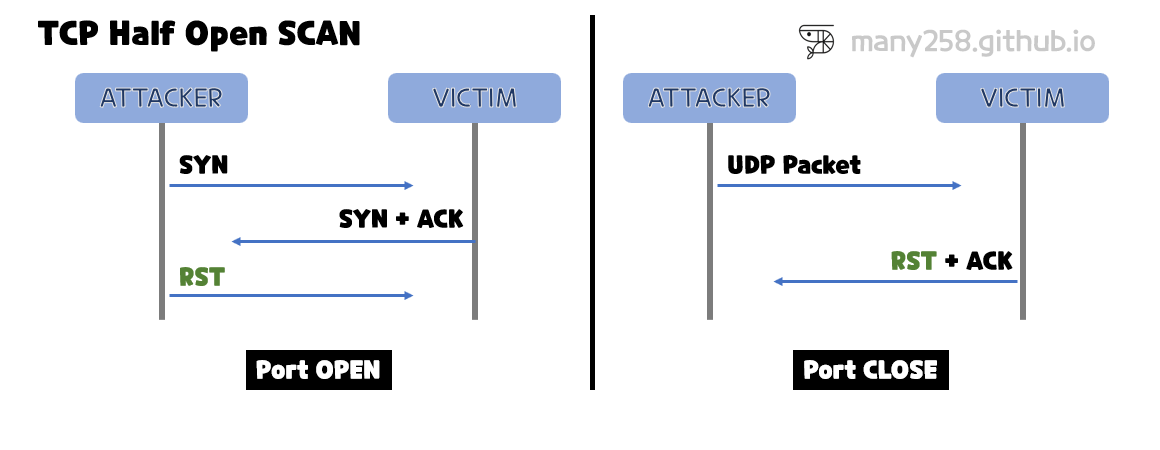 TCP Half Open SCAN
many258.github.io
ATTACKER
VICTIM
SYN
SYN + ACK
RST
Port OPEN
ATTACKER
VICTIM
UDP Packet
RST + ACK
Port CLOSE